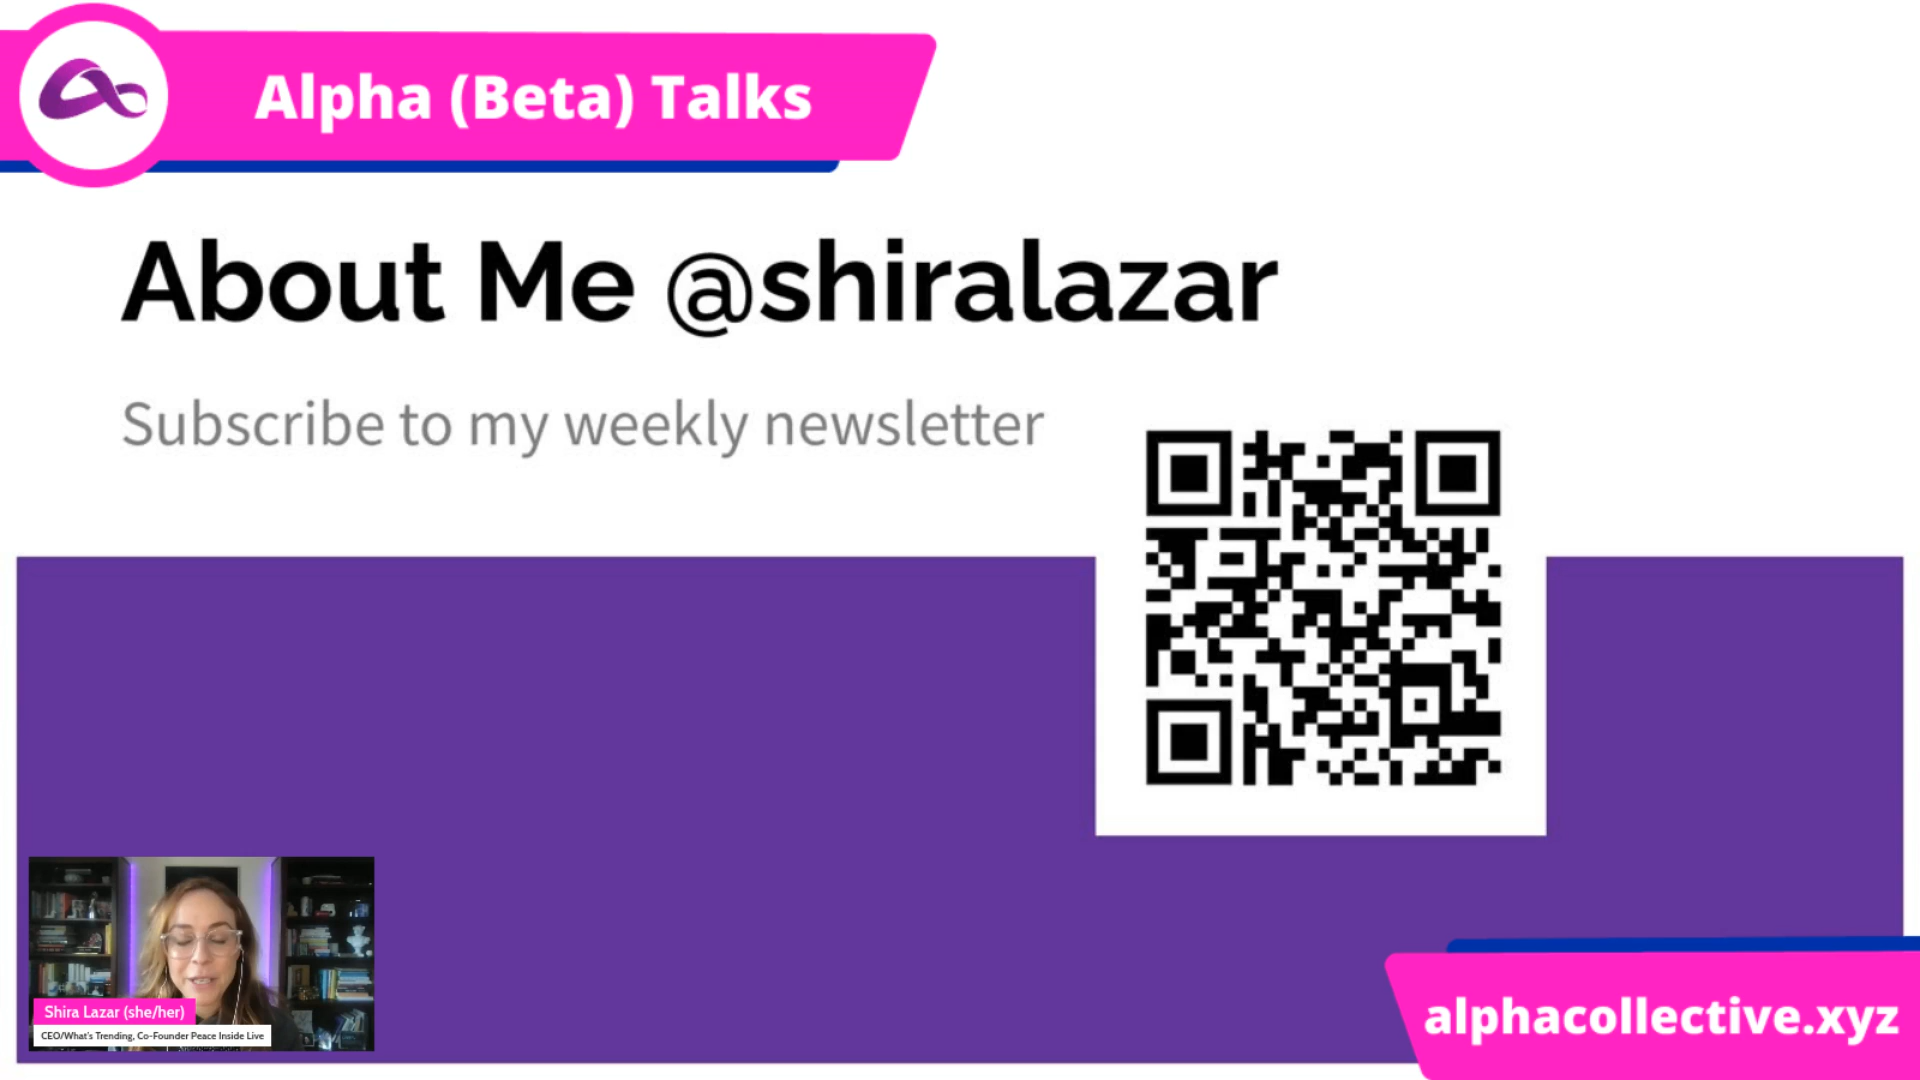 Alpha (Beta) Talks
About Me @shiralazar
Subscribe to my weekly newsletter
Shira Lazar (she/her)
CEO/What's Trending, Co-Founder Peace Inside Live
alphacollective.xyz